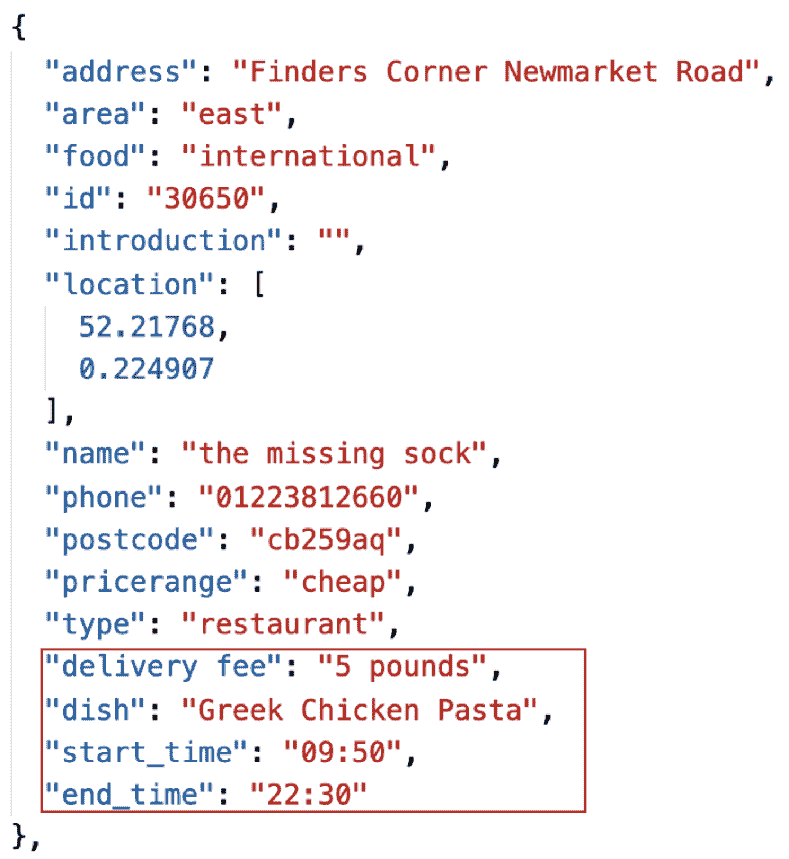 {
"address": "Finders Corner Newmarket Road",
"area": "east",
"food": "international",
"id": "30650",
"introduction": "",
"location": [
52.21768,
0.224907
],
"name": "the missing sock",
"phone": "01223812660",
"postcode": "cb259aq",
"pricerange": "cheap",
"type": "restaurant",
"delivery fee": "5 pounds",
"dish": "Greek Chicken Pasta",
"start_time": "09:50",
"end_time": "22:30"
},